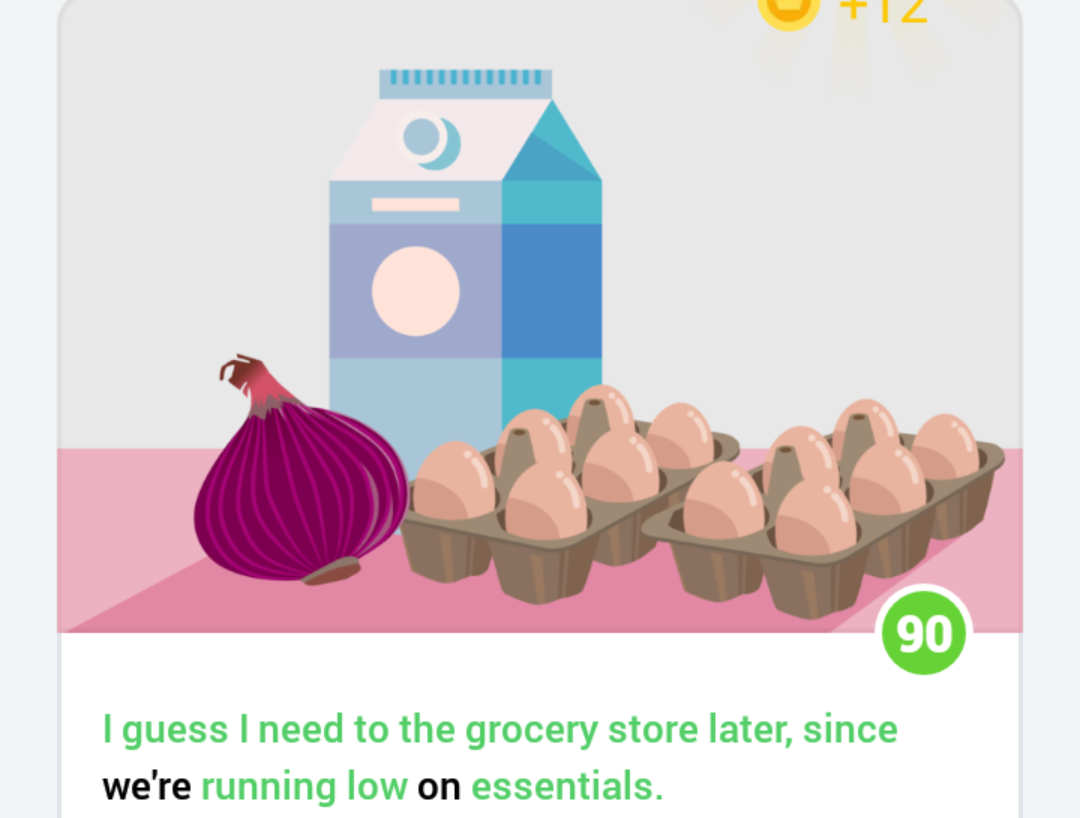 +12
90
I guess I need to the grocery store later, since
we're running low on essentials.